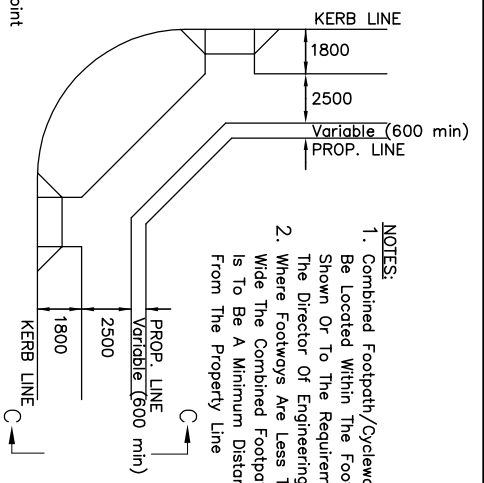 KERB LINE
1800
2500
Variable (600 min)
PROP. LINE
NOTES:
1. Combined Footpath/Cyclewa
Be Located Within The Foo
Shown Or To The Requirem
The Director Of Engineering
2. Where Footways Are Less T
Wide The Combined Footpa
Is To Be A Minimum Distan
From The Property Line
oint
KERB LINE
1800
2500
Variable (600 min)
PROP. LINE
C
C